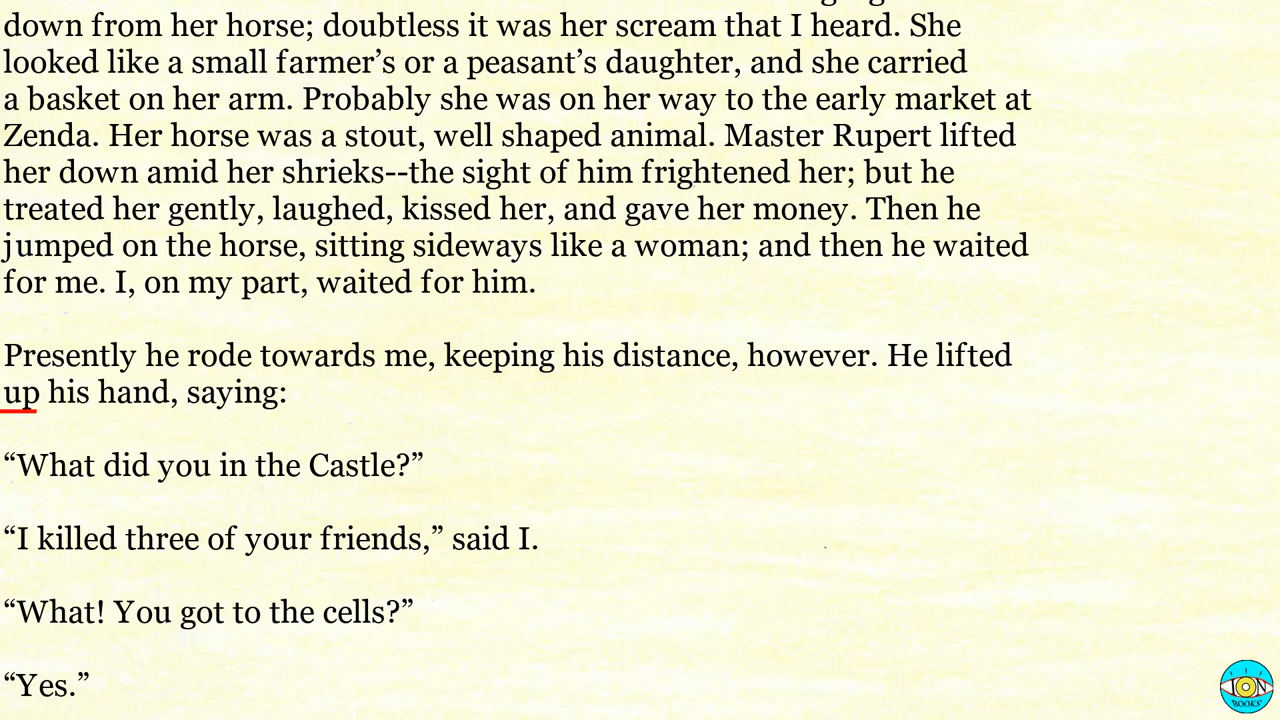 down from her horse; doubtless it was her scream that I heard. She
looked like a small farmer’s or a peasant’s daughter, and she carried
a basket on her arm. Probably she was on her way to the early market at
Zenda. Her horse was a stout, well shaped animal. Master Rupert lifted
her down amid her shrieks--the sight of him frightened her; but he
treated her gently, laughed, kissed her, and gave her money. Then he
jumped on the horse, sitting sideways like a woman; and then he waited
for me. I, on my part, waited for him.
Presently he rode towards me, keeping his distance, however. He lifted
up his hand, saying:
“What did you in the Castle?”
“I killed three of your friends,” said I.
“What! You got to the cells?”
“Yes.”
ION
BOOKS